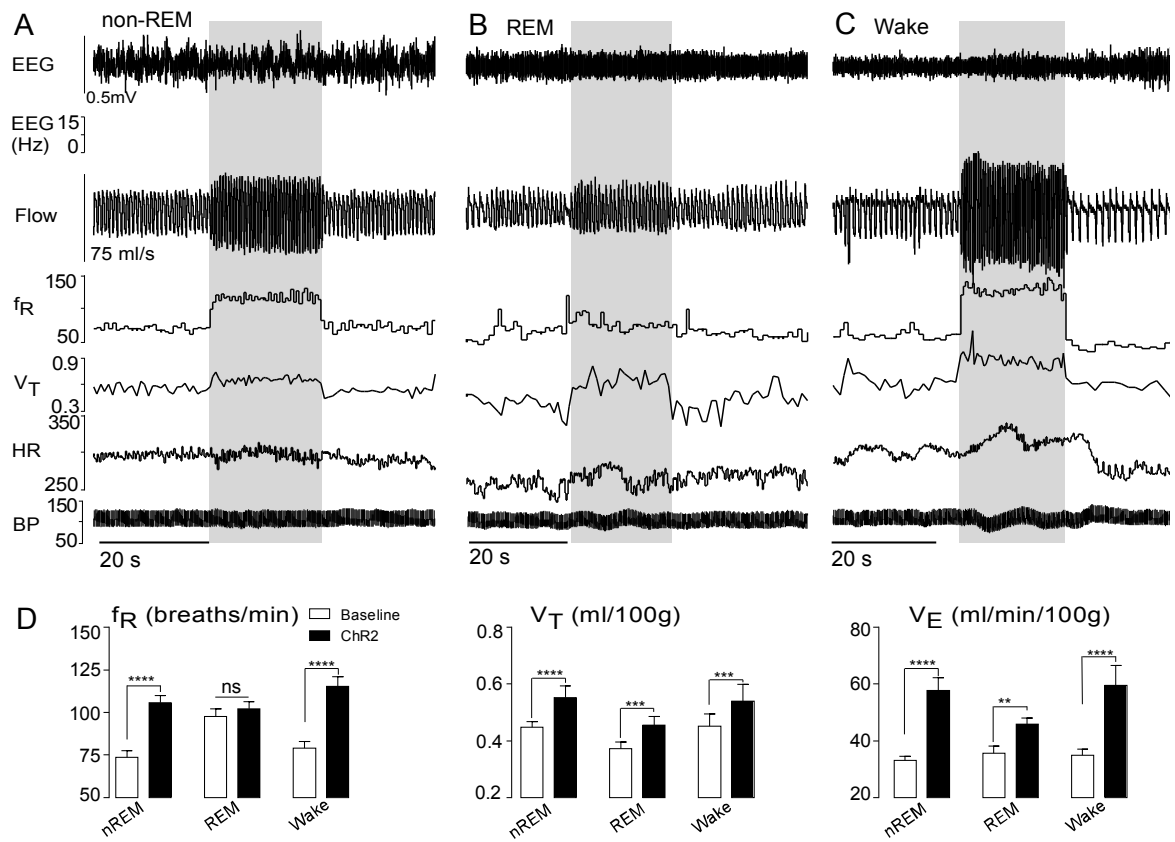 A non-REM
B REM
C Wake
EEG
0.5mV
EEG 15
(Hz) 0
Flow
75 ml/s
150
fR
50
0.9
VT
0.3
350
HR
250
150
BP
50
20 s
20 s
20 s
D
fR (breaths/min)
Baseline
ChR2
150
125
100
75
50
****
ns
****
nREM
REM
Wake
VT (ml/100g)
0.8
0.6
0.4
0.2
****
***
***
nREM
REM
Wake
VE (ml/min/100g)
80
60
40
20
****
**
****
nREM
REM
Wake